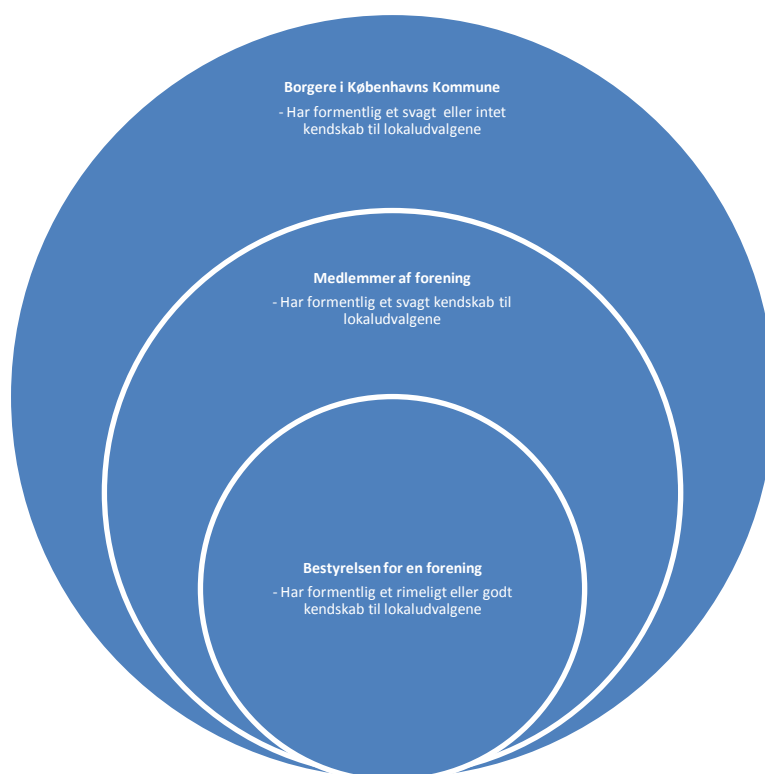 Borgere i Københavns Kommune
- Har formentlig et svagt eller intet
kendskab til lokaludvalgene
Medlemmer af forening
- Har formentlig et svagt kendskab til
lokaludvalgene
Bestyrelsen for en forening
- Har formentlig et rimeligt eller godt
kendskab til lokaludvalgene